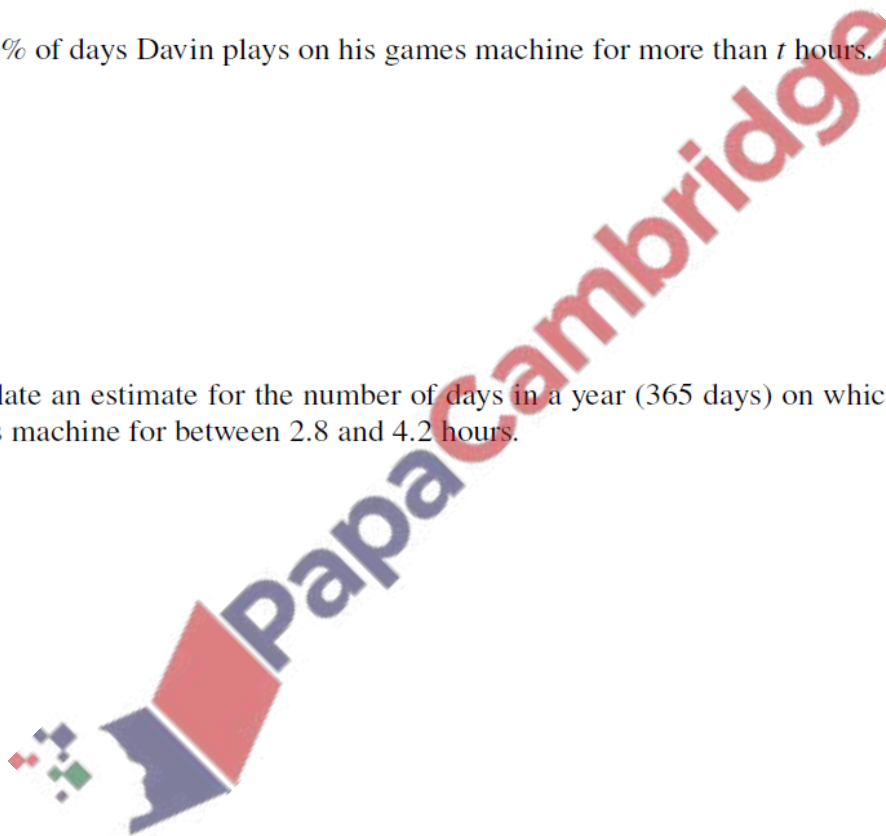 % of days Davin plays on his games machine for more than t hours.
late an estimate for the number of days in a year (365 days) on whic
s machine for between 2.8 and 4.2 hours.
PapaCambridge